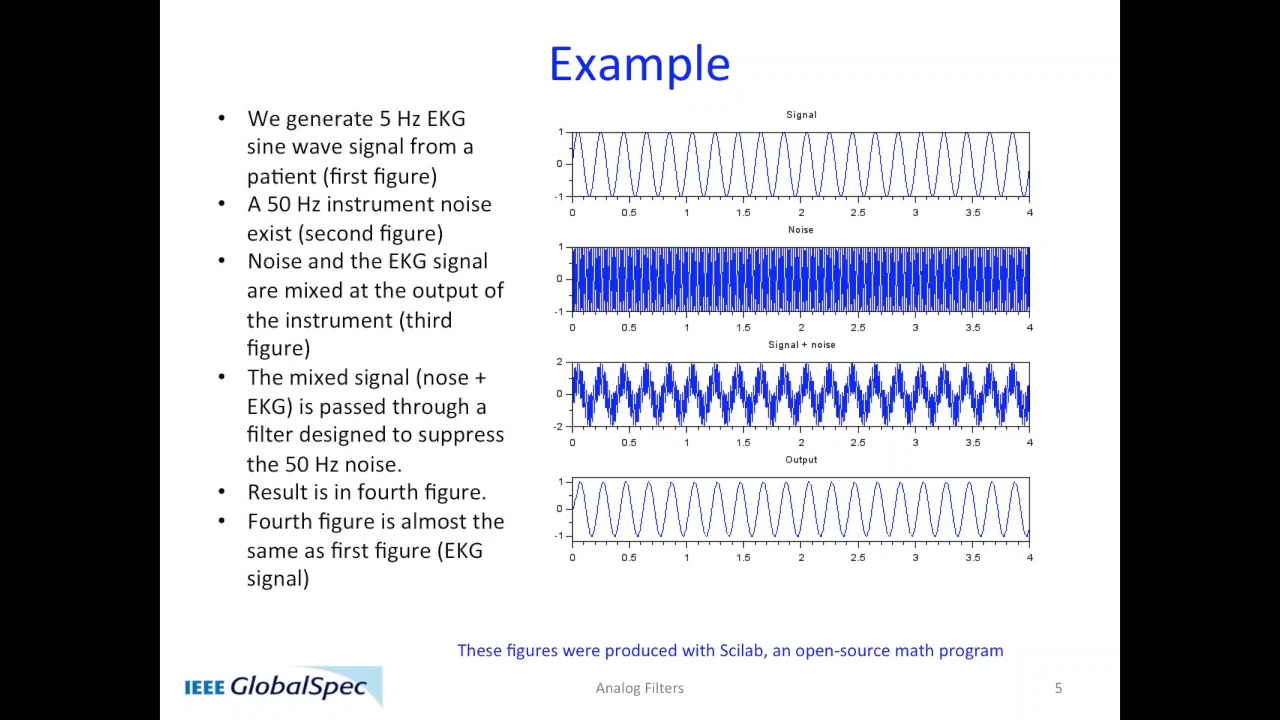 Example
• We generate 5 Hz EKG
sine wave signal from a
patient (first figure)
• A 50 Hz instrument noise
exist (second figure)
• Noise and the EKG signal
are mixed at the output of
the instrument (third
figure)
• The mixed signal (nose +
EKG) is passed through a
filter designed to suppress
the 50 Hz noise.
• Result is in fourth figure.
• Fourth figure is almost the
same as first figure (EKG
signal)
Signal
1
0
-1
0 0.5 1 1.5 2 2.5 3 3.5 4
Noise
1
0
-1
0 0.5 1 1.5 2 2.5 3 3.5 4
Signal + noise
2
0
-2
0 0.5 1 1.5 2 2.5 3 3.5 4
Output
1
0
-1
0 0.5 1 1.5 2 2.5 3 3.5 4
These figures were produced with Scilab, an open-source math program
IEEE GlobalSpec
Analog Filters
5